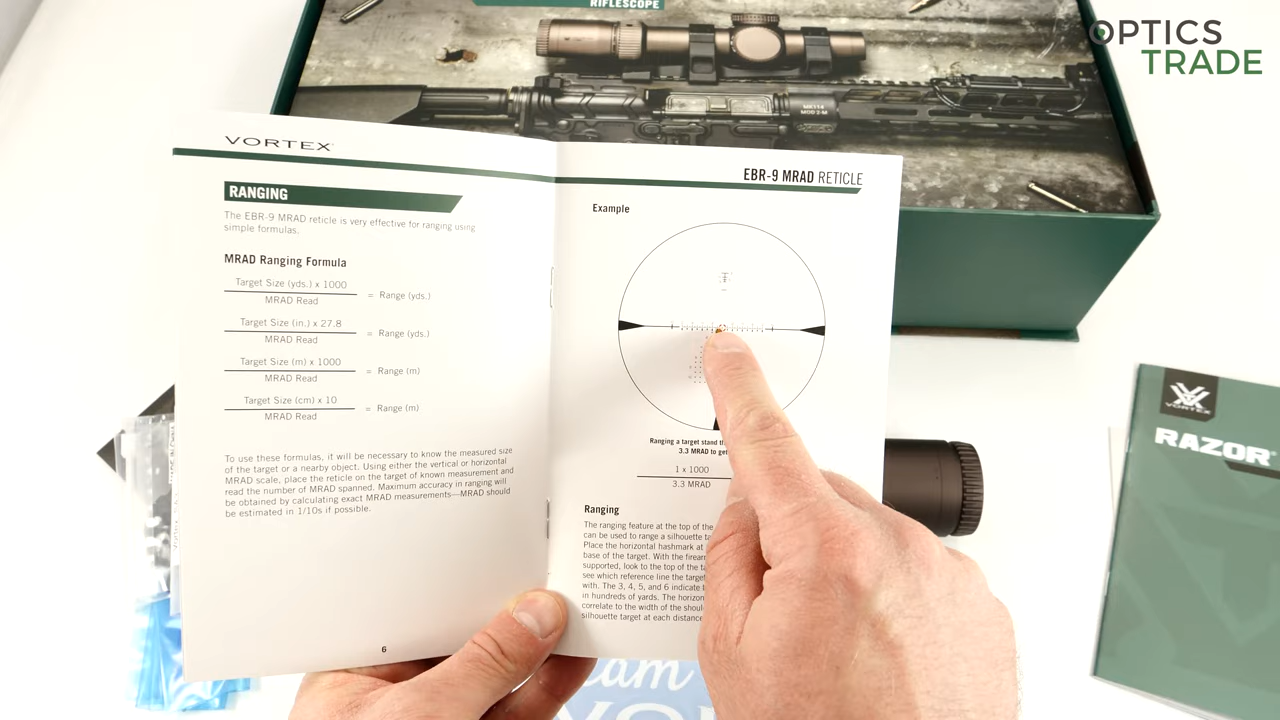 RIFLESCOPE
OPTICS
TRADE
VORTEX
RANGING
The EBR-9 MRAD reticle is very effective for ranging using
simple formulas.
MRAD Ranging Formula
Target Size (yds.) x 1000
MRAD Read
= Range (yds.)
Target Size (in.) x 27.8
MRAD Read
= Range (yds.)
Target Size (m) x 1000
MRAD Read
= Range (m)
Target Size (cm) x 10
MRAD Read
= Range (m)
To use these formulas, it will be necessary to know the measured size
of the target or a nearby object. Using either the vertical or horizontal
MRAD scale, place the reticle on the target of known measurement and
read the number of MRAD spanned. Maximum accuracy in ranging will
be obtained by calculating exact MRAD measurements—MRAD should
be estimated in 1/10s if possible.
6
EBR-9 MRAD RETICLE
Example
Ranging a target stand
3.3 MRAD to
1 x 1000
3.3 MRAD
Ranging
The ranging feature at the top of the
can be used to range a silhouette
Place the horizontal hashmark at
base of the target. With the
supported, look to the top of the
see which reference line the target
with. The 3, 4, 5, and 6 indicate
in hundreds of yards. The
correlate to the width of the
silhouette target at each distance
VORTEX
RAZOR